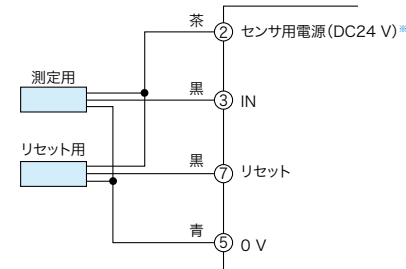 茶
② センサ用電源(DC24 V)※
測定用
黒
③ IN
リセット用
黒
⑦ リセット
青
⑤ 0 V